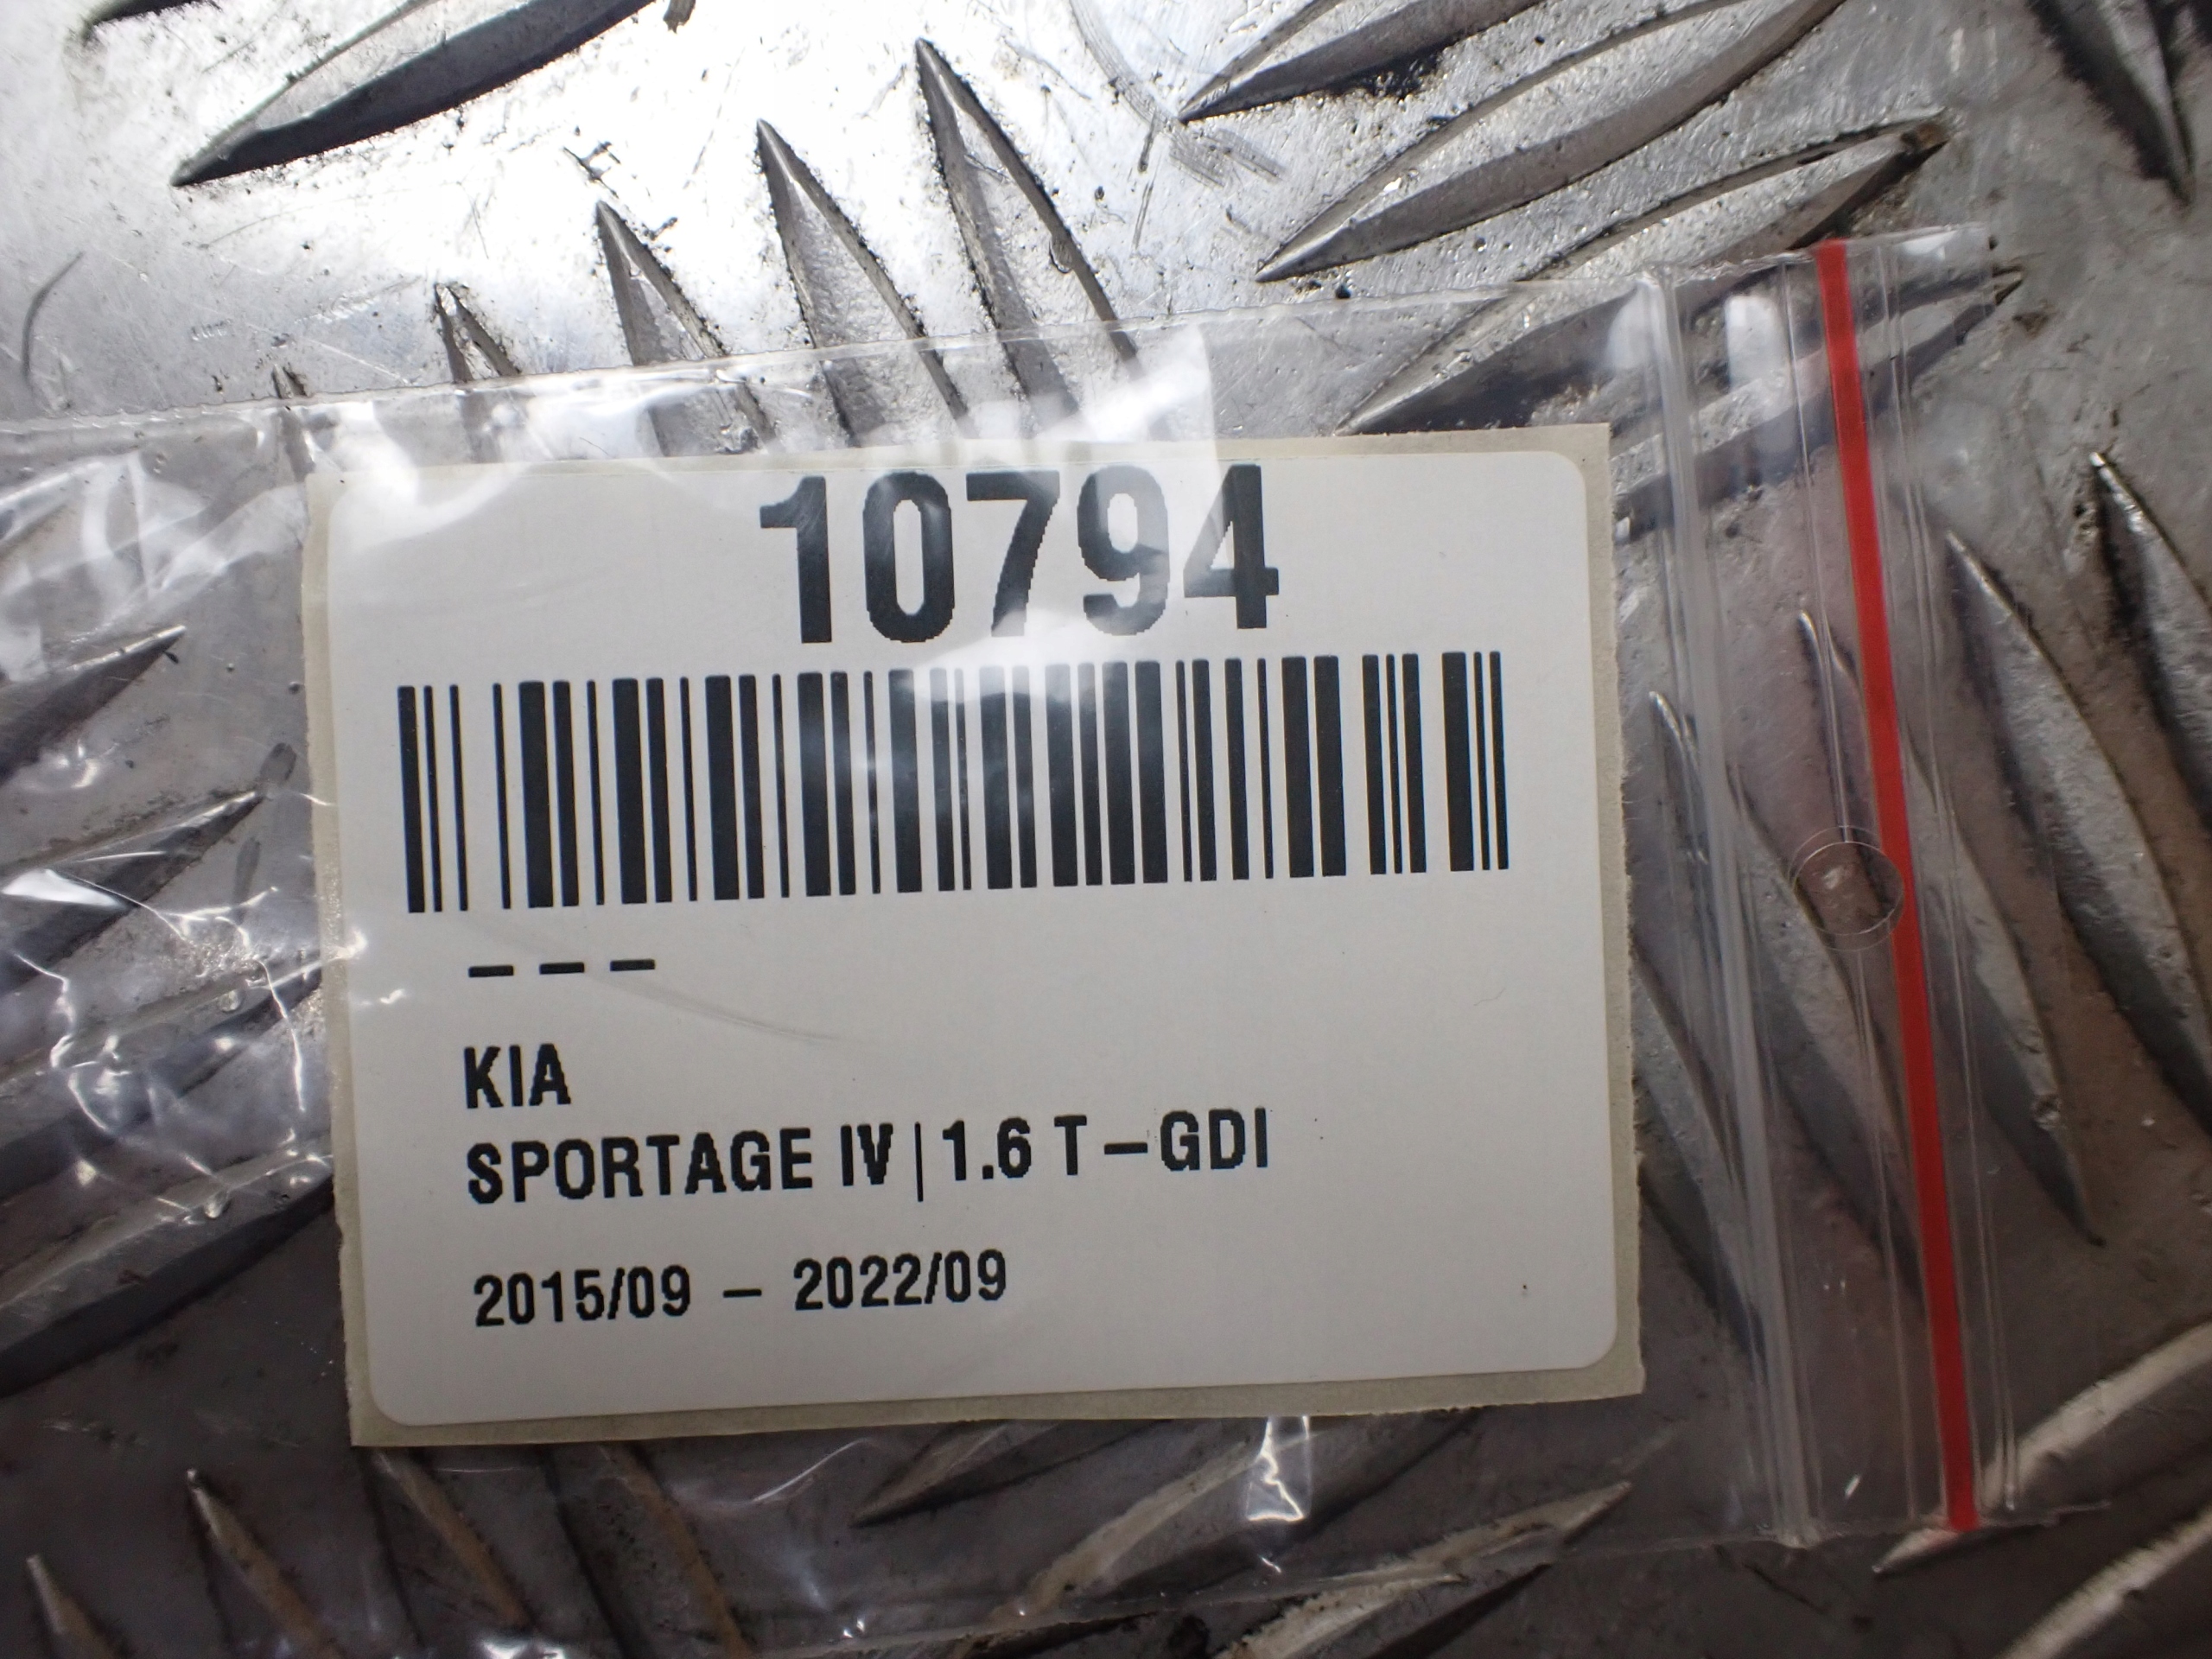 10794
– – –
KIA
SPORTAGE IV | 1.6 T–GDI
2015/09 – 2022/09